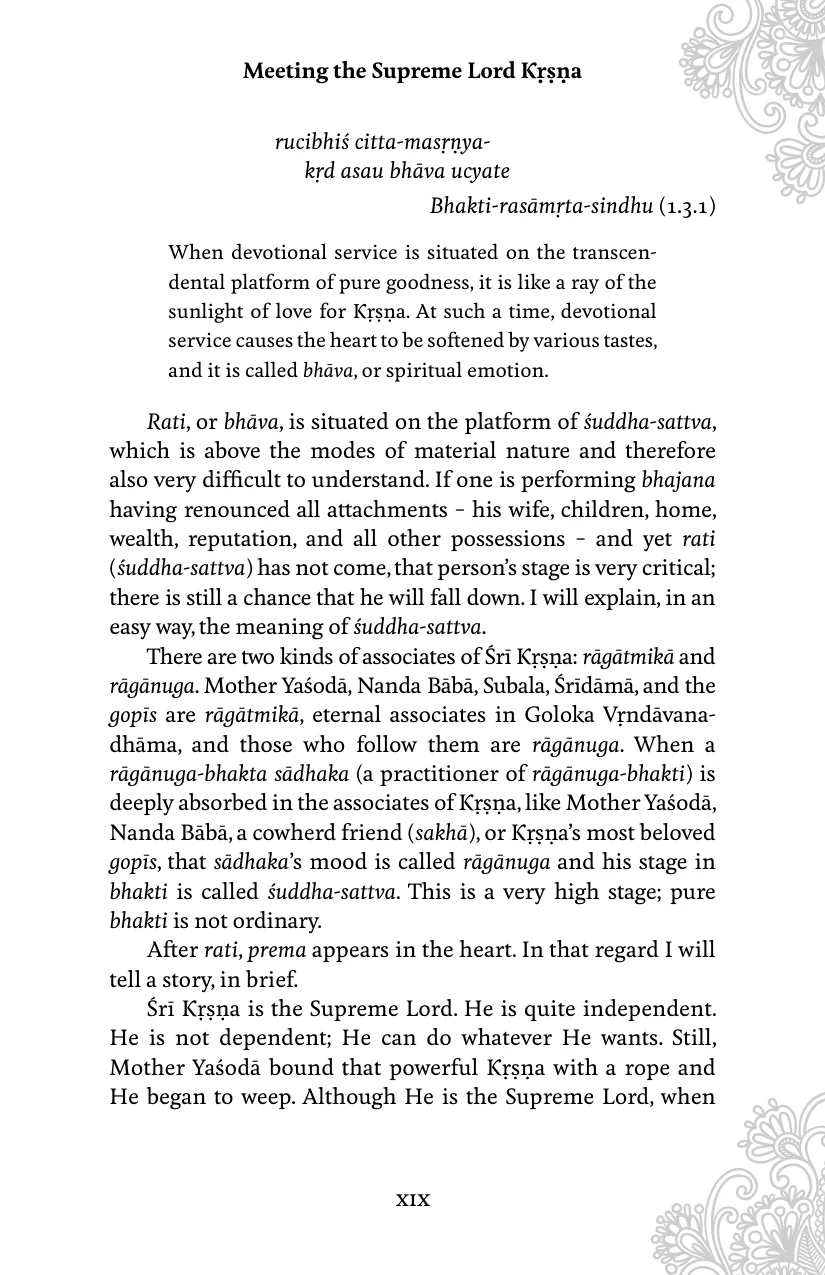 Meeting the Supreme Lord Kṛṣṇa
rucibhiś citta-masṛṇya-
kṛd asau bhāva ucyate
Bhakti-rasāmṛta-sindhu (1.3.1)
When devotional service is situated on the transcen-
dental platform of pure goodness, it is like a ray of the
sunlight of love for Kṛṣṇa. At such a time, devotional
service causes the heart to be softened by various tastes,
and it is called bhāva, or spiritual emotion.
Rati, or bhāva, is situated on the platform of śuddha-sattva,
which is above the modes of material nature and therefore
also very difficult to understand. If one is performing bhajana
having renounced all attachments – his wife, children, home,
wealth, reputation, and all other possessions – and yet rati
(śuddha-sattva) has not come, that person’s stage is very critical;
there is still a chance that he will fall down. I will explain, in an
easy way, the meaning of śuddha-sattva.
There are two kinds of associates of Śrī Kṛṣṇa: rāgātmikā and
rāgānuga. Mother Yaśodā, Nanda Bābā, Subala, Śrīdāmā, and the
gopīs are rāgātmikā, eternal associates in Goloka Vṛndāvana-
dhāma, and those who follow them are rāgānuga. When a
rāgānuga-bhakta sādhaka (a practitioner of rāgānuga-bhakti) is
deeply absorbed in the associates of Kṛṣṇa, like Mother Yaśodā,
Nanda Bābā, a cowherd friend (sakhā), or Kṛṣṇa’s most beloved
gopīs, that sādhaka’s mood is called rāgānuga and his stage in
bhakti is called śuddha-sattva. This is a very high stage; pure
bhakti is not ordinary.
After rati, prema appears in the heart. In that regard I will
tell a story, in brief.
Śrī Kṛṣṇa is the Supreme Lord. He is quite independent.
He is not dependent; He can do whatever He wants. Still,
Mother Yaśodā bound that powerful Kṛṣṇa with a rope and
He began to weep. Although He is the Supreme Lord, when
XIX